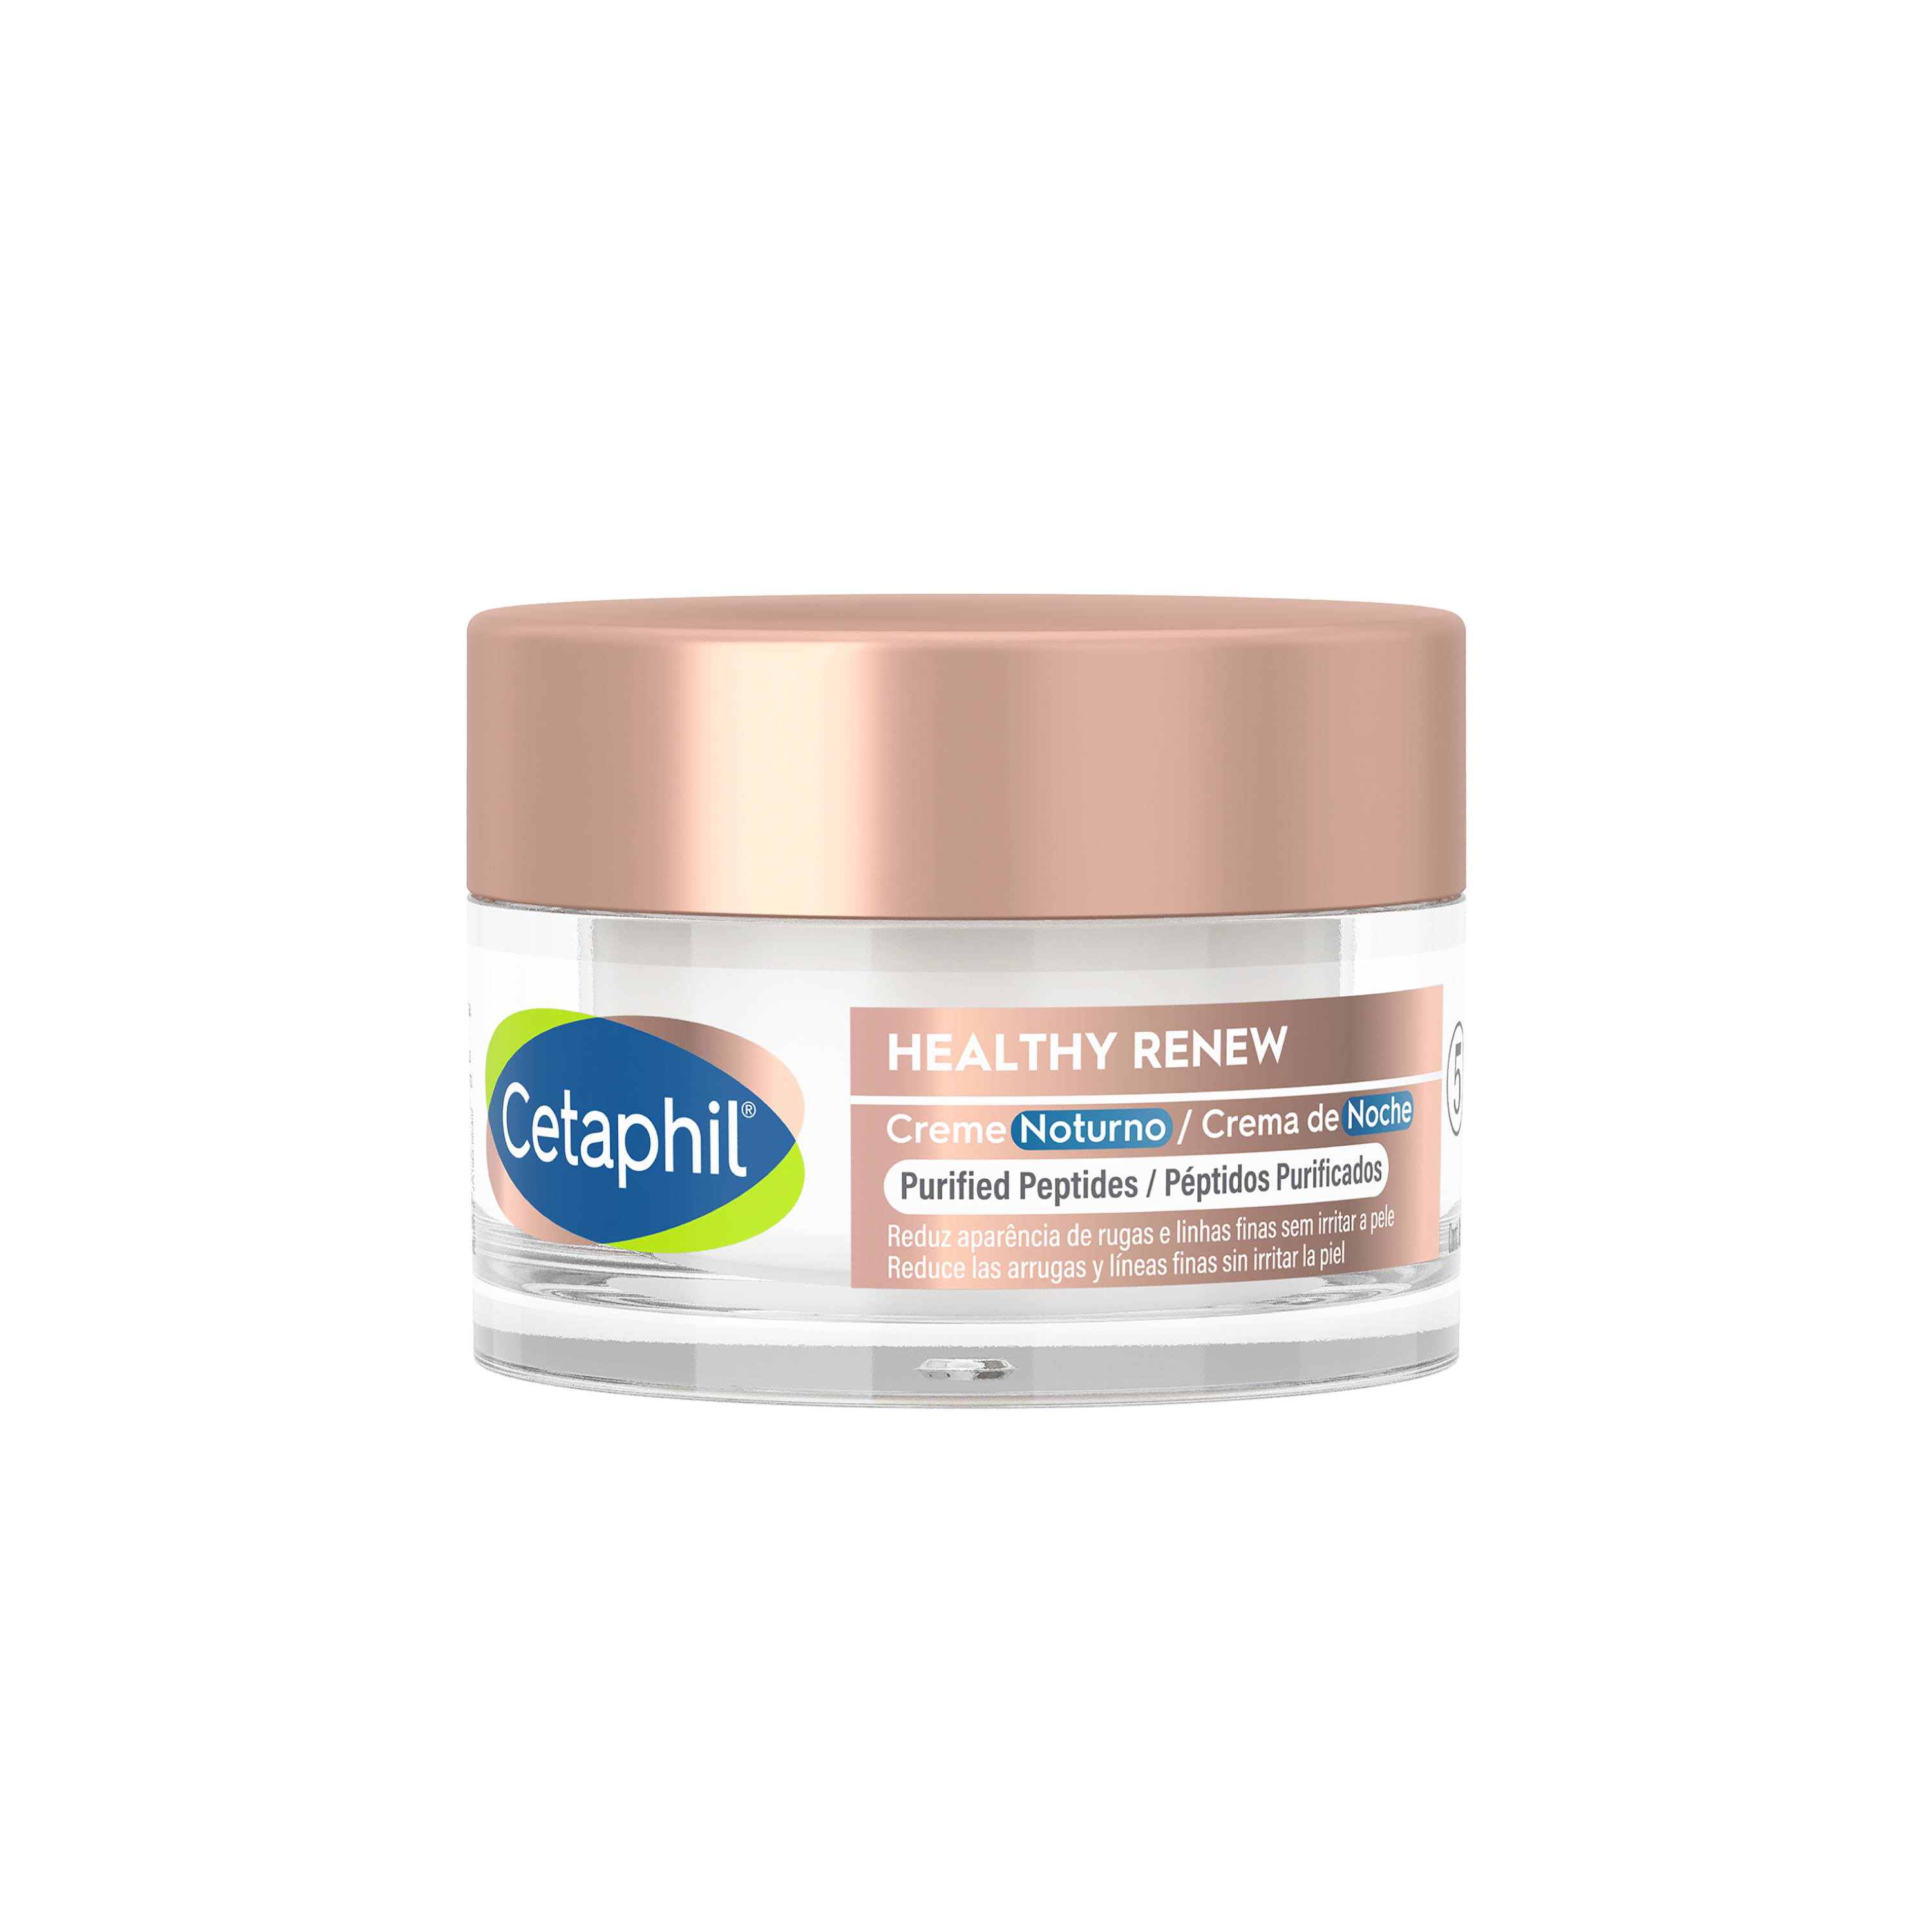 Cetaphil®
HEALTHY RENEW
Creme Noturno / Crema de Noche
Purified Peptides / Péptidos Purificados
Reduz aparência de rugas e linhas finas sem irritar a pele
Reduce las arrugas y líneas finas sin irritar la piel
5